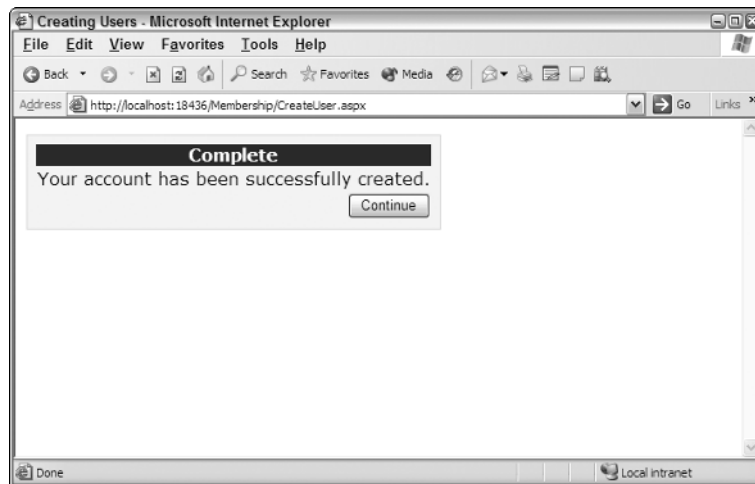 Creating Users - Microsoft Internet Explorer
File Edit View Favorites Tools Help
Back Search Favorites Media
Address http://localhost:18436/Membership/CreateUser.aspx Go Links »
Complete
Your account has been successfully created.
Continue
Done Local intranet